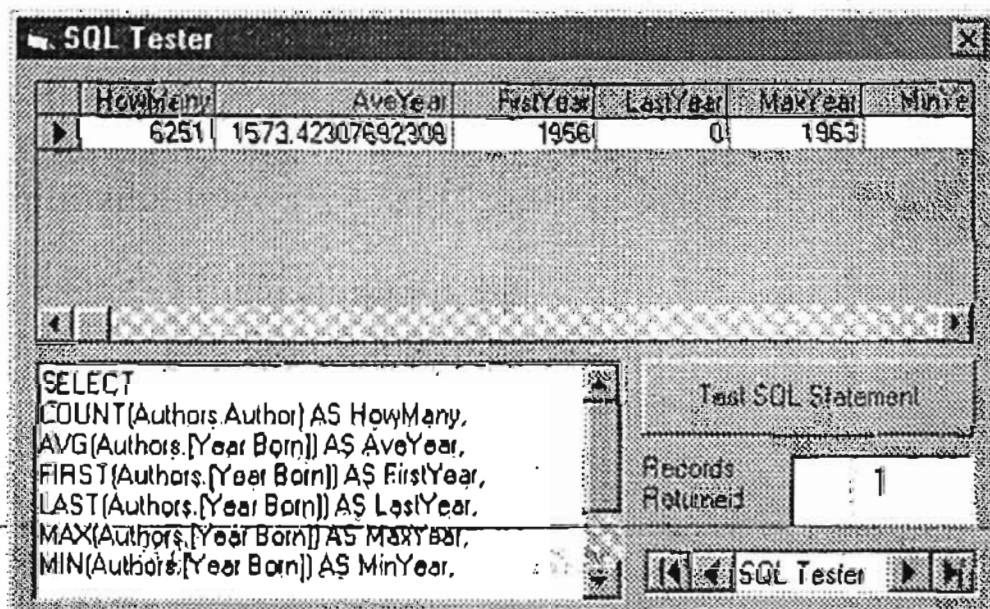 SQL Tester
HowMany AveYear FirstYear LastYear MaxYear MinYe
6251 1573.42307692308 1956 0 1963
SELECT
COUNT(Authors.Author) AS HowMany,
AVG(Authors.[Year Born]) AS AveYear,
FIRST(Authors.[Year Born]) AS FirstYear,
LAST(Authors.[Year Born]) AS LastYear,
MAX(Authors.[Year Born]) AS MaxYear,
MIN(Authors.[Year Born]) AS MinYear,
Test SQL Statement
Records
Returned
1
SQL Tester